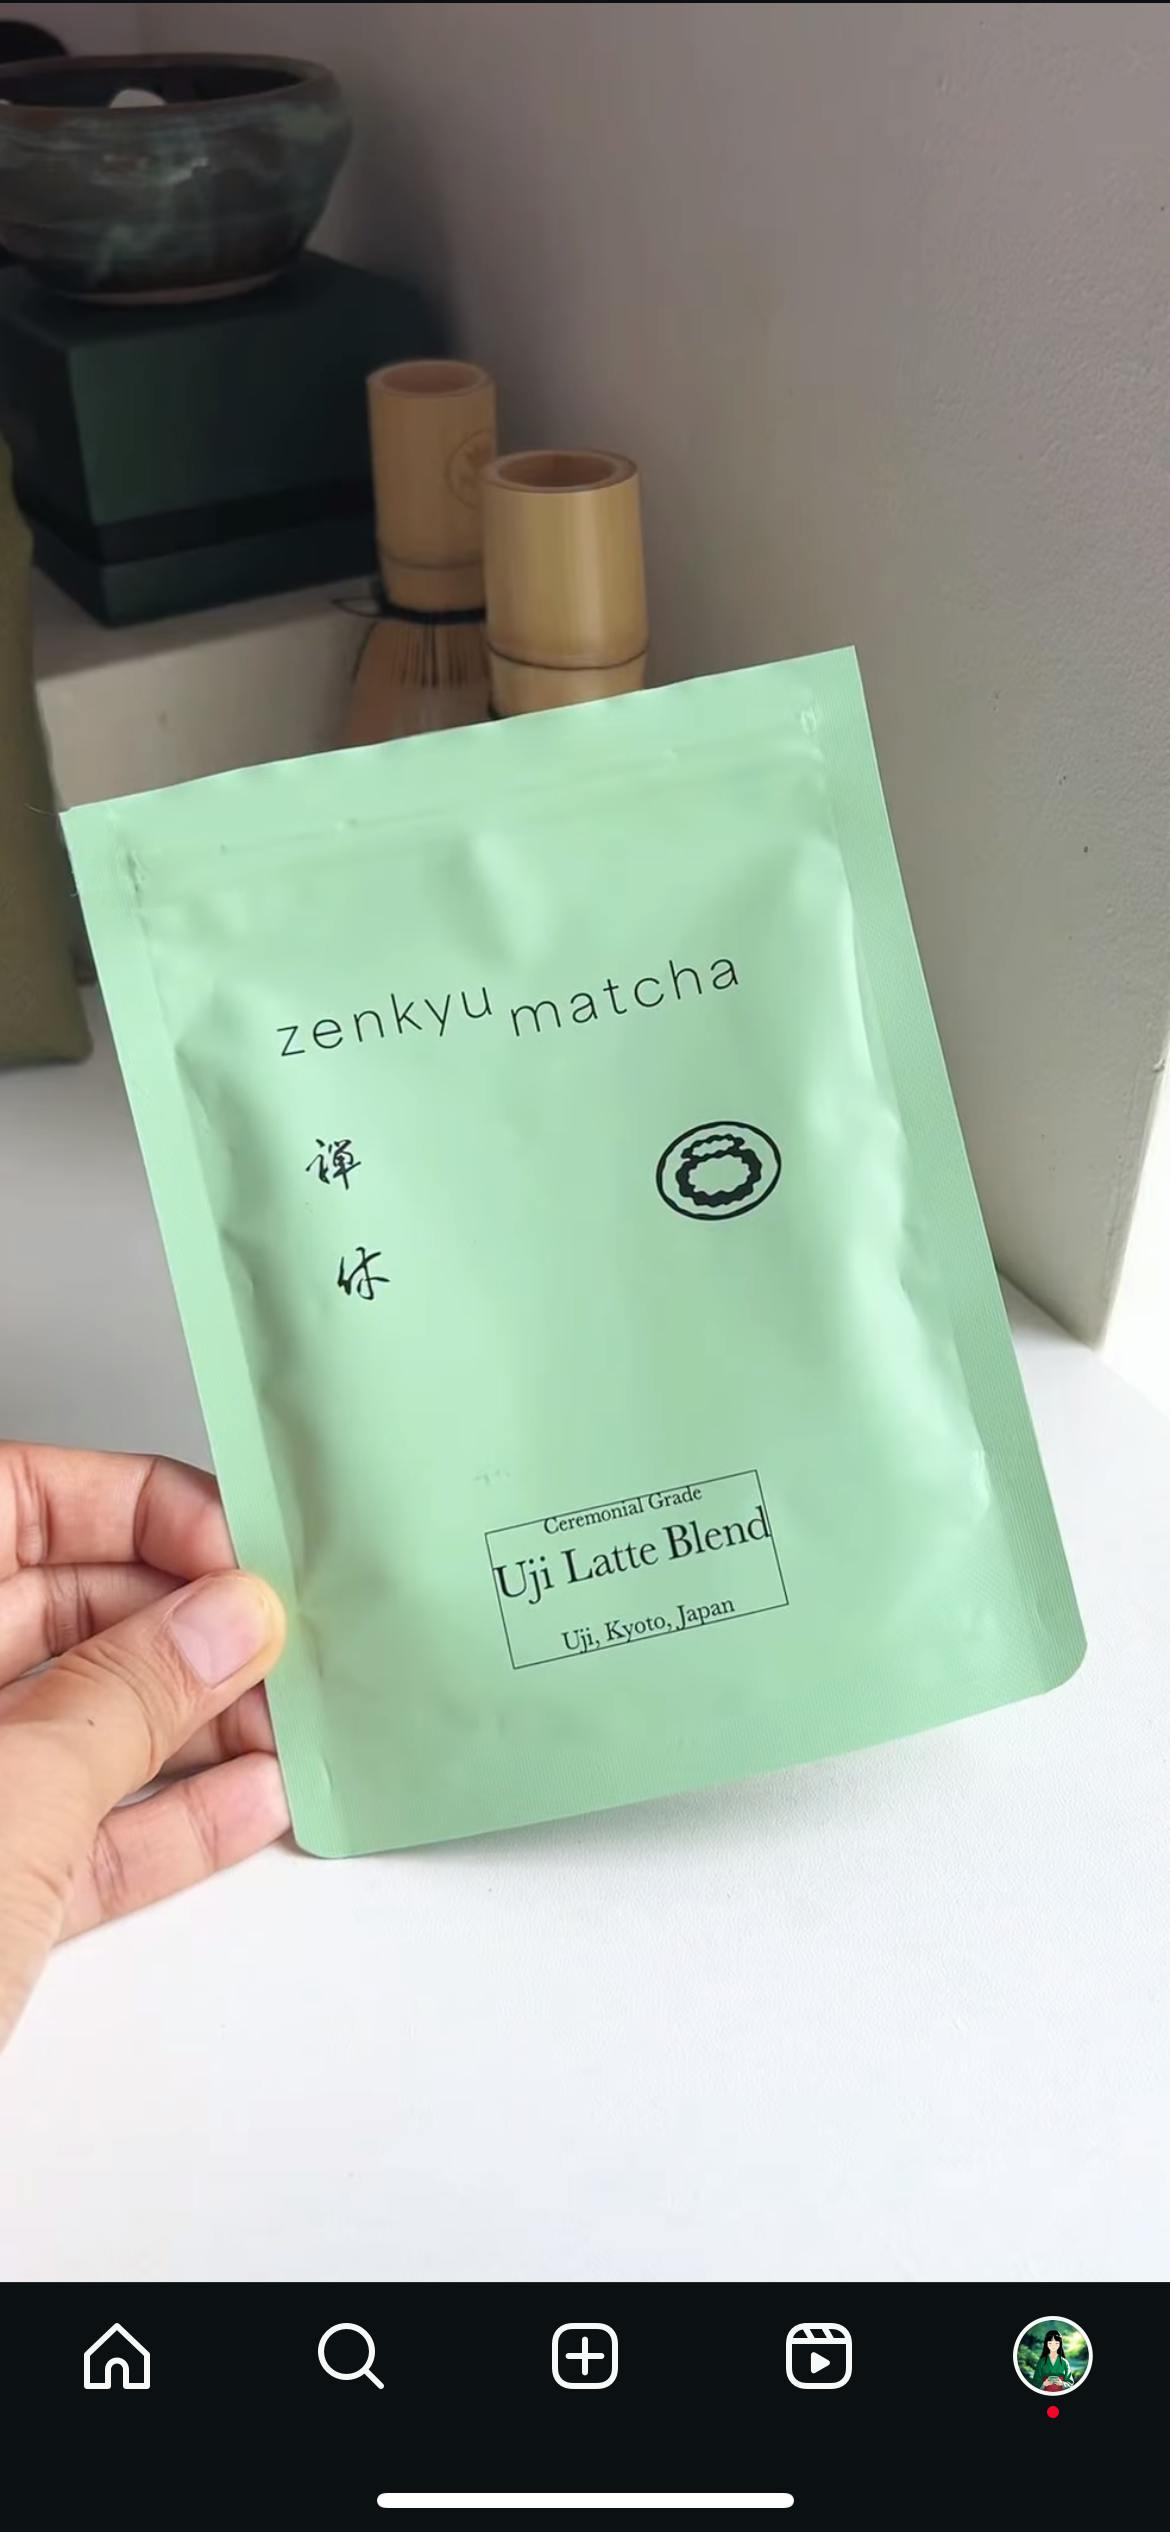 zenkyu matcha
禅
休
Ceremonial Grade
Uji Latte Blend
Uji, Kyoto, Japan